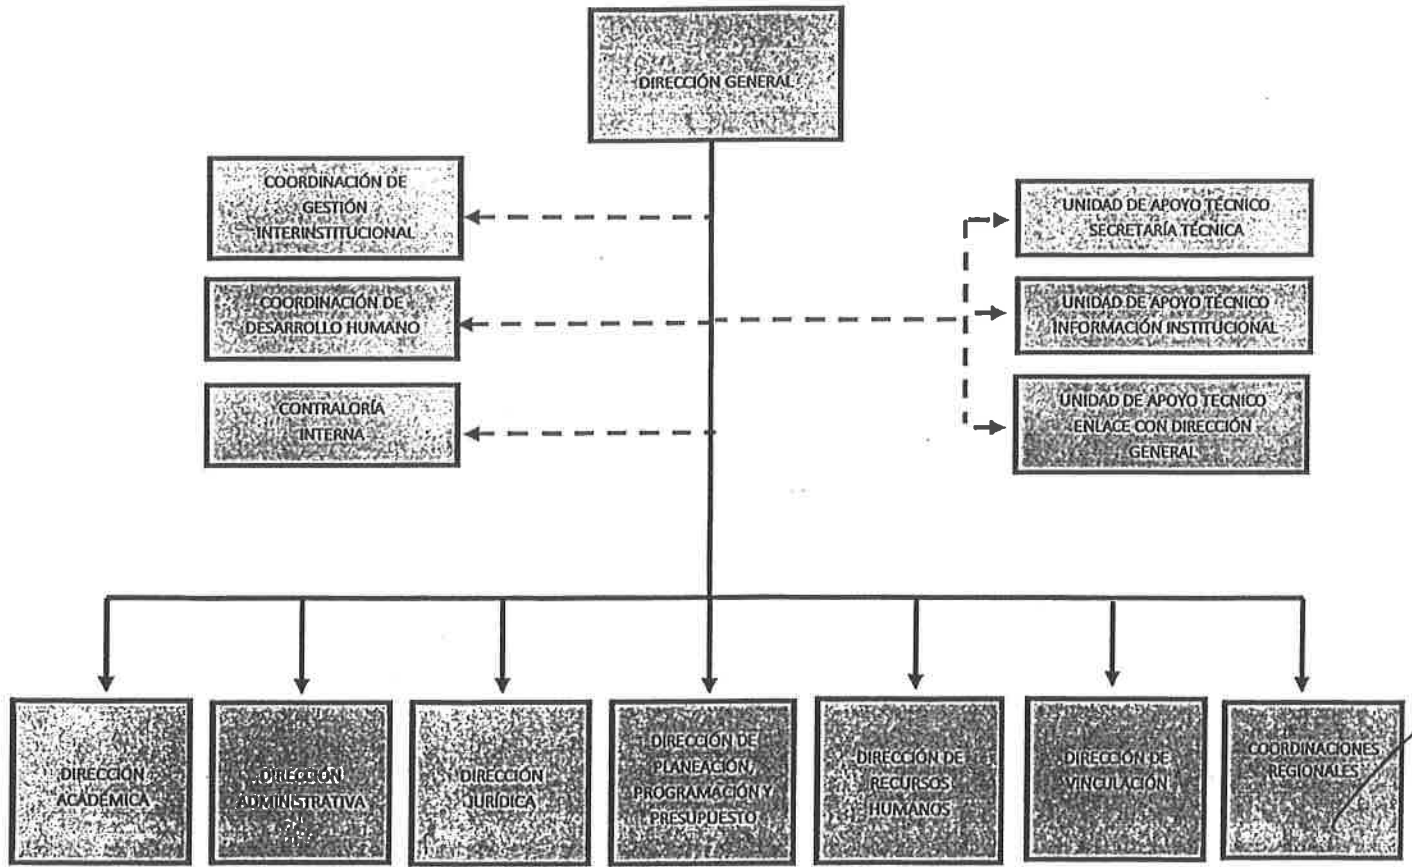 DIRECCIÓN GENERAL
COORDINACIÓN DE
GESTIÓN
INTERINSTITUCIONAL
UNIDAD DE APOYO TÉCNICO
SECRETARÍA TÉCNICA
COORDINACIÓN DE
DESARROLLO HUMANO
UNIDAD DE APOYO TÉCNICO
INFORMACIÓN INSTITUCIONAL
CONTRALORÍA
INTERNA
UNIDAD DE APOYO TÉCNICO
ENLACE CON DIRECCIÓN
GENERAL
DIRECCIÓN
ACADÉMICA
DIRECCIÓN
ADMINISTRATIVA
DIRECCIÓN
JURÍDICA
DIRECCIÓN DE
PLANEACIÓN,
PROGRAMACIÓN Y
PRESUPUESTO
DIRECCIÓN DE
RECURSOS
HUMANOS
DIRECCIÓN DE
VINCULACIÓN
COORDINACIONES
REGIONALES